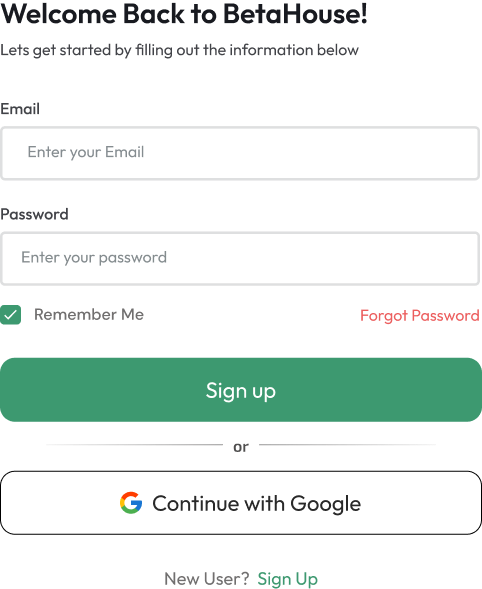 Welcome Back to BetaHouse!
Lets get started by filling out the information below
Email
Enter your Email
Password
Enter your password
Remember Me
Forgot Password
Sign up
or
Continue with Google
New User? Sign Up